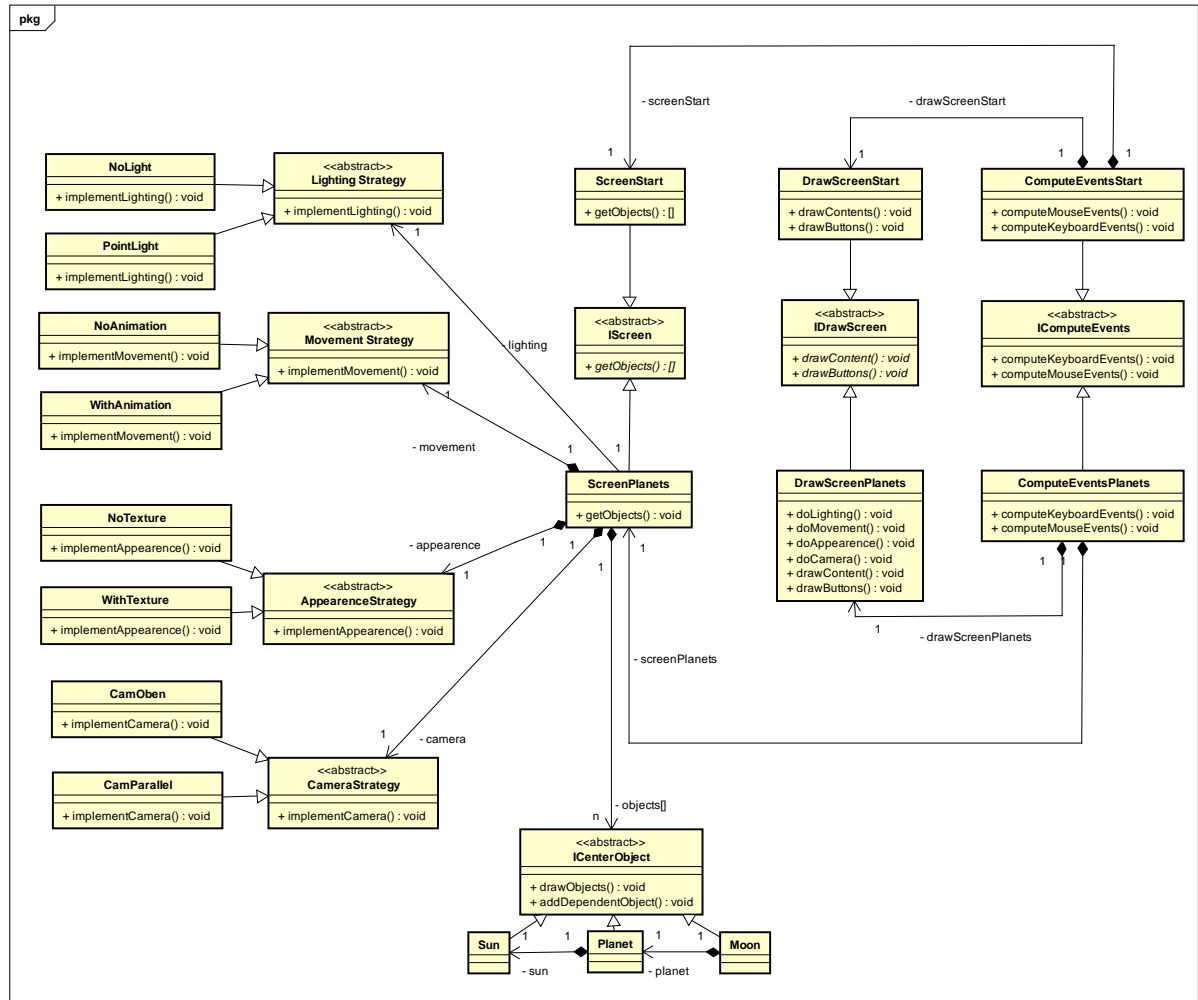 pkg
- screenStart
1
- drawScreenStart
1
1
1
NoLight
+ implementLighting() : void
<<abstract>>
Lighting Strategy
+ implementLighting() : void
1
PointLight
+ implementLighting() : void
ScreenStart
+ getObjects() : []
DrawScreenStart
+ drawContents() : void
+ drawButtons() : void
ComputeEventsStart
+ computeMouseEvents() : void
+ computeKeyboardEvents() : void
NoAnimation
+ implementMovement() : void
<<abstract>>
Movement Strategy
+ implementMovement() : void
1
WithAnimation
+ implementMovement() : void
- lighting
1
- movement
1
<<abstract>>
IScreen
+ getObjects() : []
<<abstract>>
IDrawScreen
+ drawContent() : void
+ drawButtons() : void
<<abstract>>
IComputeEvents
+ computeKeyboardEvents() : void
+ computeMouseEvents() : void
ScreenPlanets
+ getObjects() : void
DrawScreenPlanets
+ doLighting() : void
+ doMovement() : void
+ doAppearence() : void
+ doCamera() : void
+ drawContent() : void
+ drawButtons() : void
ComputeEventsPlanets
+ computeKeyboardEvents() : void
+ computeMouseEvents() : void
1
1
1
- drawScreenPlanets
NoTexture
+ implementAppearence() : void
- appearence
1
1
1
1
1
WithTexture
+ implementAppearence() : void
<<abstract>>
AppearenceStrategy
+ implementAppearence() : void
- screenPlanets
CamOben
+ implementCamera() : void
1
- camera
CamParallel
+ implementCamera() : void
<<abstract>>
CameraStrategy
+ implementCamera() : void
- objects[]
n
<<abstract>>
ICenterObject
+ drawObjects() : void
+ addDependentObject() : void
Sun
1
1
Planet
1
1
Moon
- sun
- planet